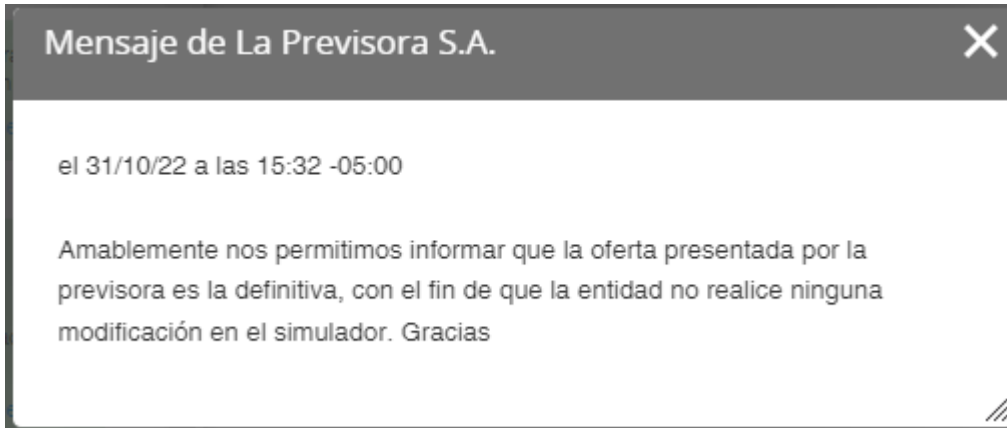 Mensaje de La Previsora S.A.
el 31/10/22 a las 15:32 -05:00
Amablemente nos permitimos informar que la oferta presentada por la
previsora es la definitiva, con el fin de que la entidad no realice ninguna
modificación en el simulador. Gracias